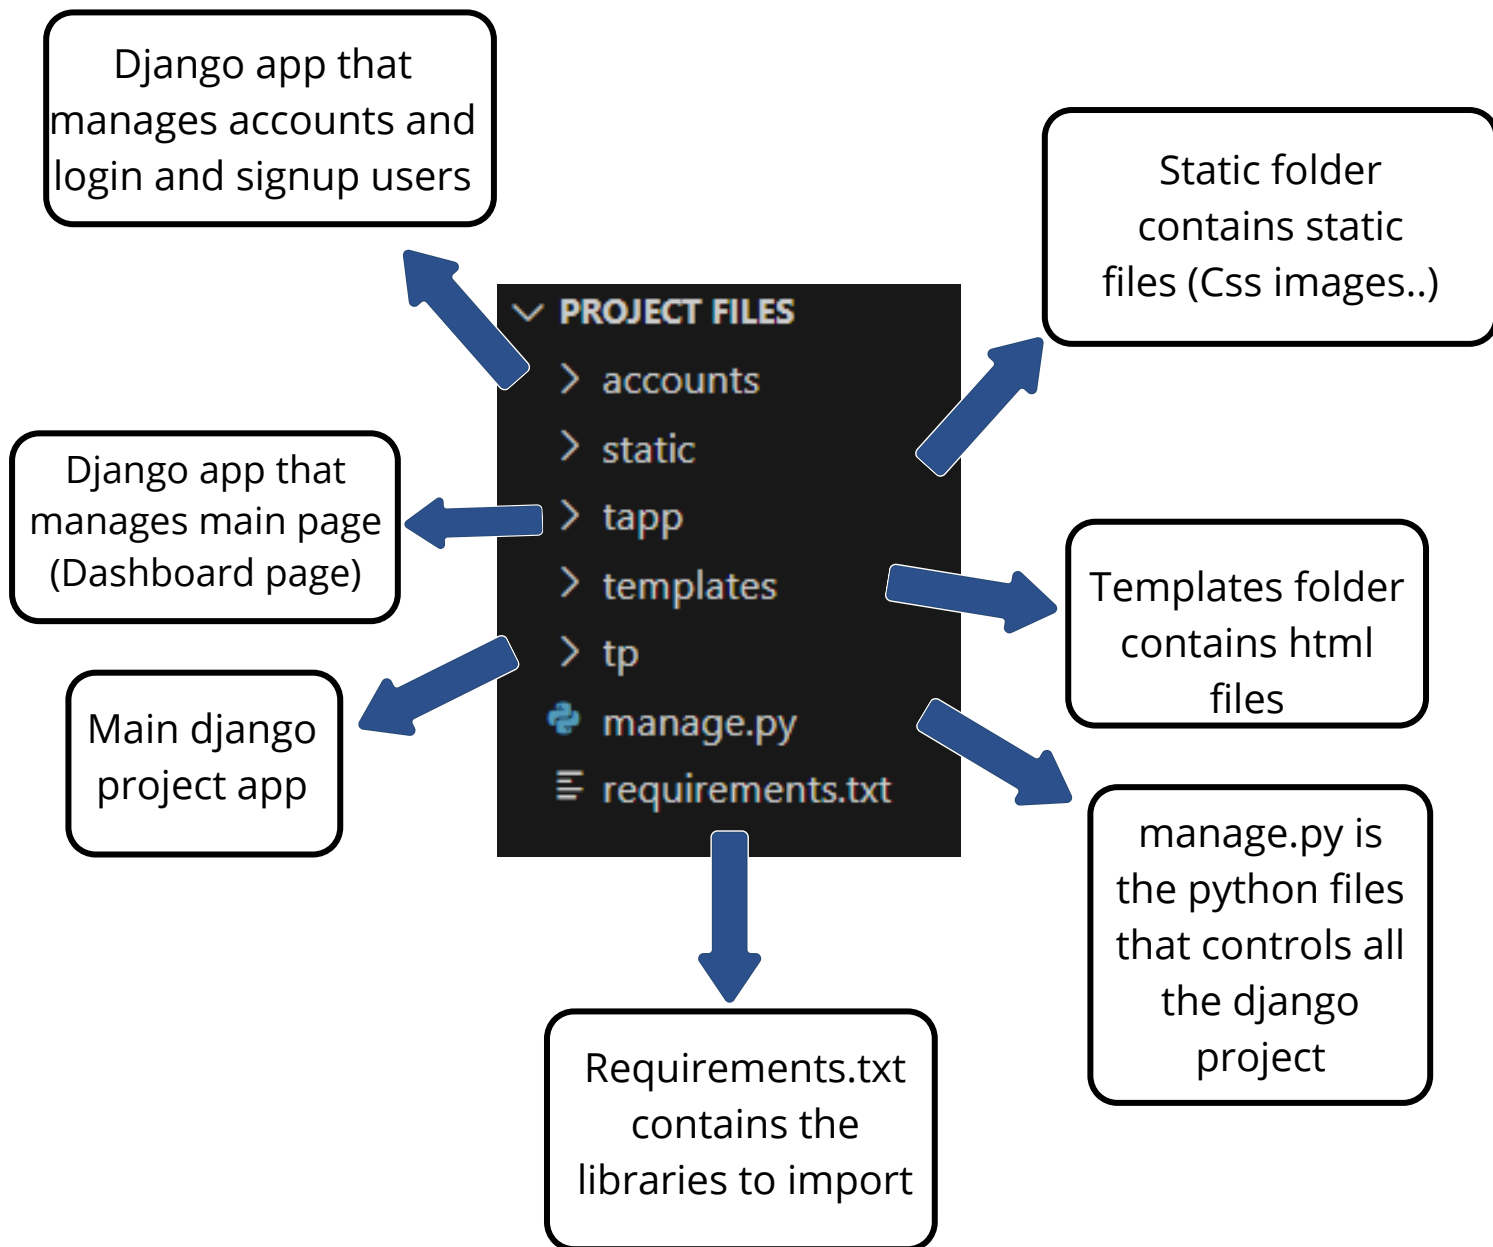 Django app that
manages accounts and
login and signup users
Static folder
contains static
files (Css images..)
PROJECT FILES
accounts
static
tapp
templates
tp
manage.py
requirements.txt
Django app that
manages main page
(Dashboard page)
Templates folder
contains html
files
Main django
project app
manage.py is
the python files
that controls all
the django
project
Requirements.txt
contains the
libraries to import